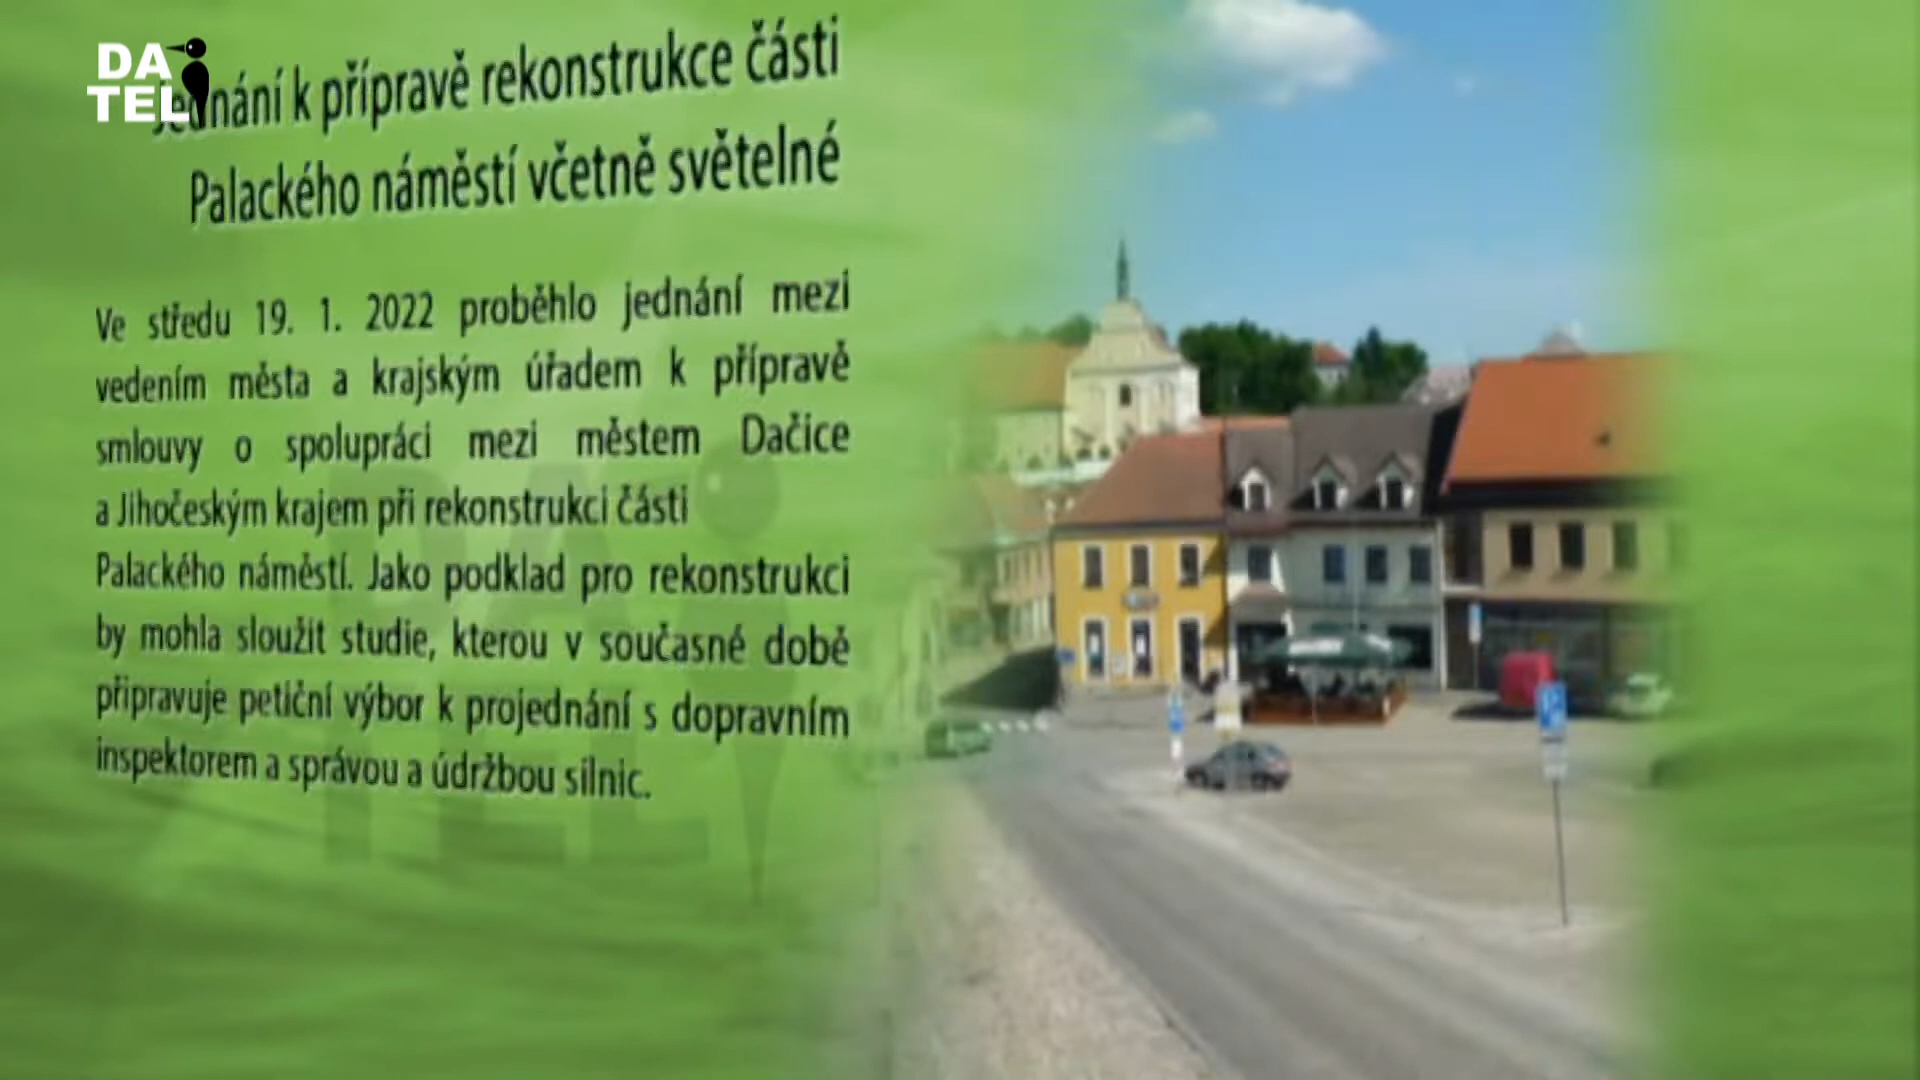 DA
TEL
Jednání k přípravě rekonstrukce části
Palackého náměstí včetně světelné
Ve středu 19. 1. 2022 proběhlo jednání mezi
vedením města a krajským úřadem k přípravě
smlouvy o spolupráci mezi městem Dačice
a Jihočeským krajem při rekonstrukci části
Palackého náměstí. Jako podklad pro rekonstrukci
by mohla sloužit studie, kterou v současné době
připravuje petiční výbor k projednání s dopravním
inspektorem a správou a údržbou silnic.